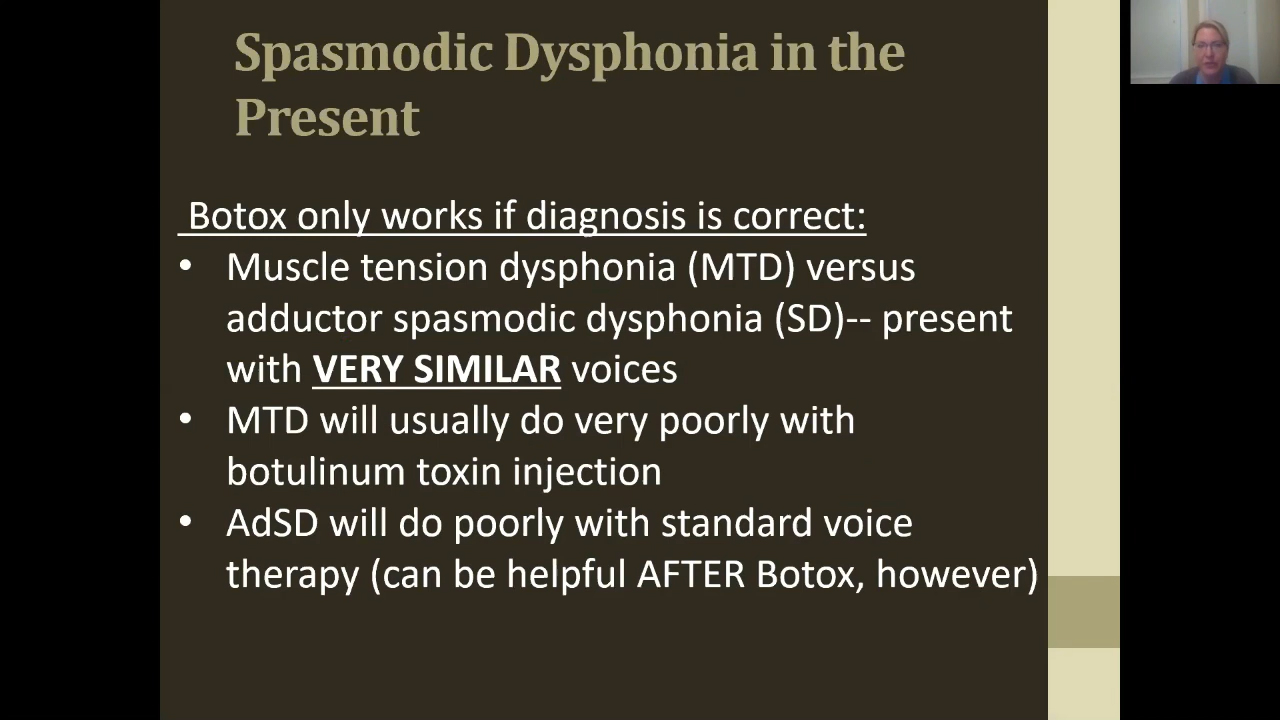 Spasmodic Dysphonia in the
Present
Botox only works if diagnosis is correct:
• Muscle tension dysphonia (MTD) versus
adductor spasmodic dysphonia (SD)-- present
with VERY SIMILAR voices
• MTD will usually do very poorly with
botulinum toxin injection
• AdSD will do poorly with standard voice
therapy (can be helpful AFTER Botox, however)